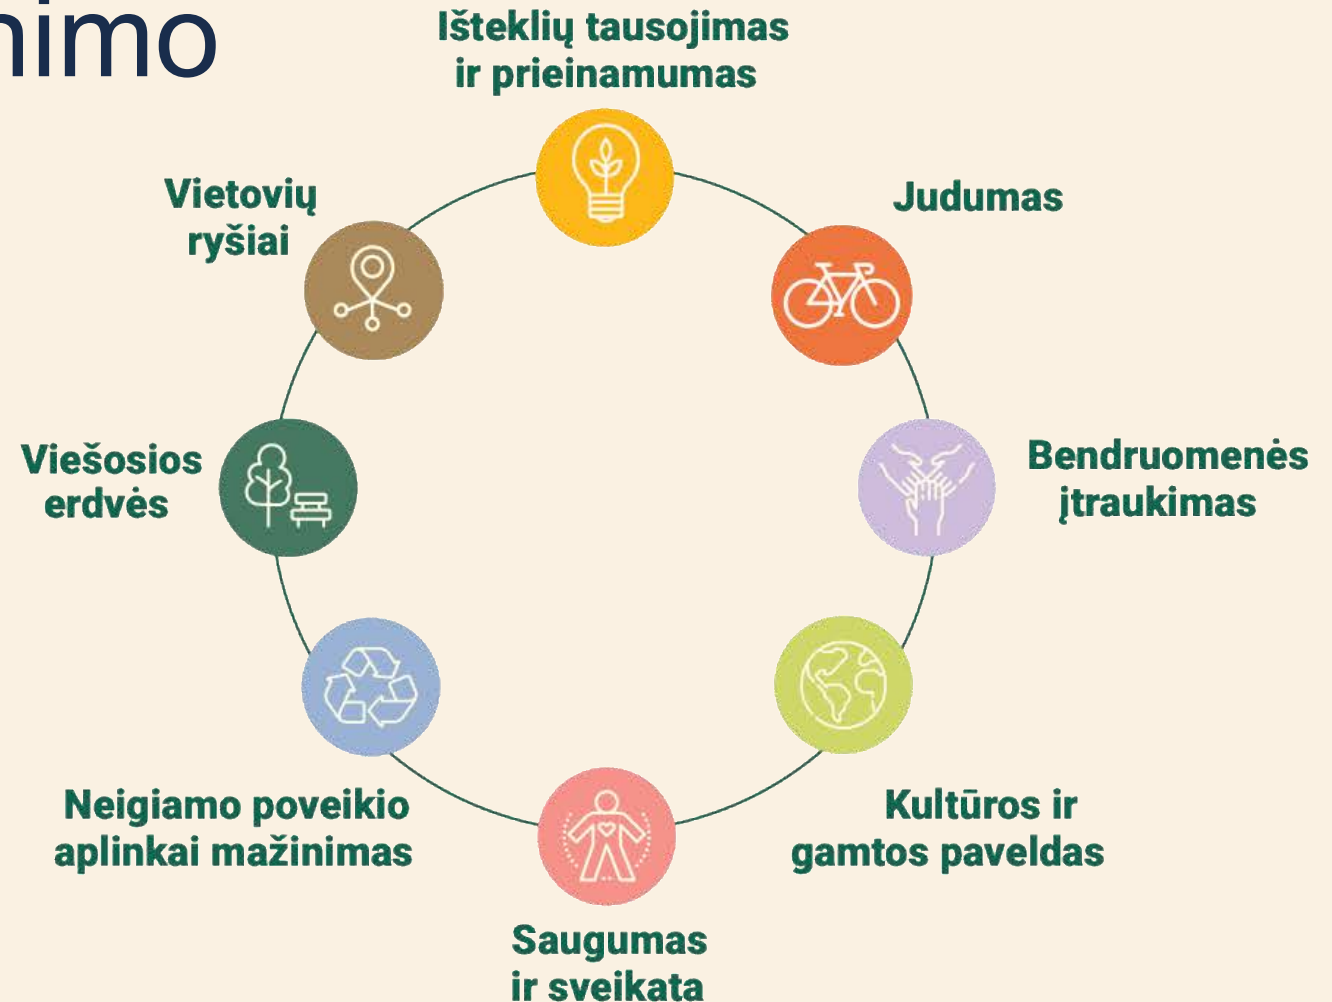 nimo
Išteklių tausojimas
ir prieinamumas
Judumas
Bendruomenės
įtraukimas
Kultūros ir
gamtos paveldas
Saugumas
ir sveikata
Neigiamo poveikio
aplinkai mažinimas
Viešosios
erdvės
Vietovių
ryšiai